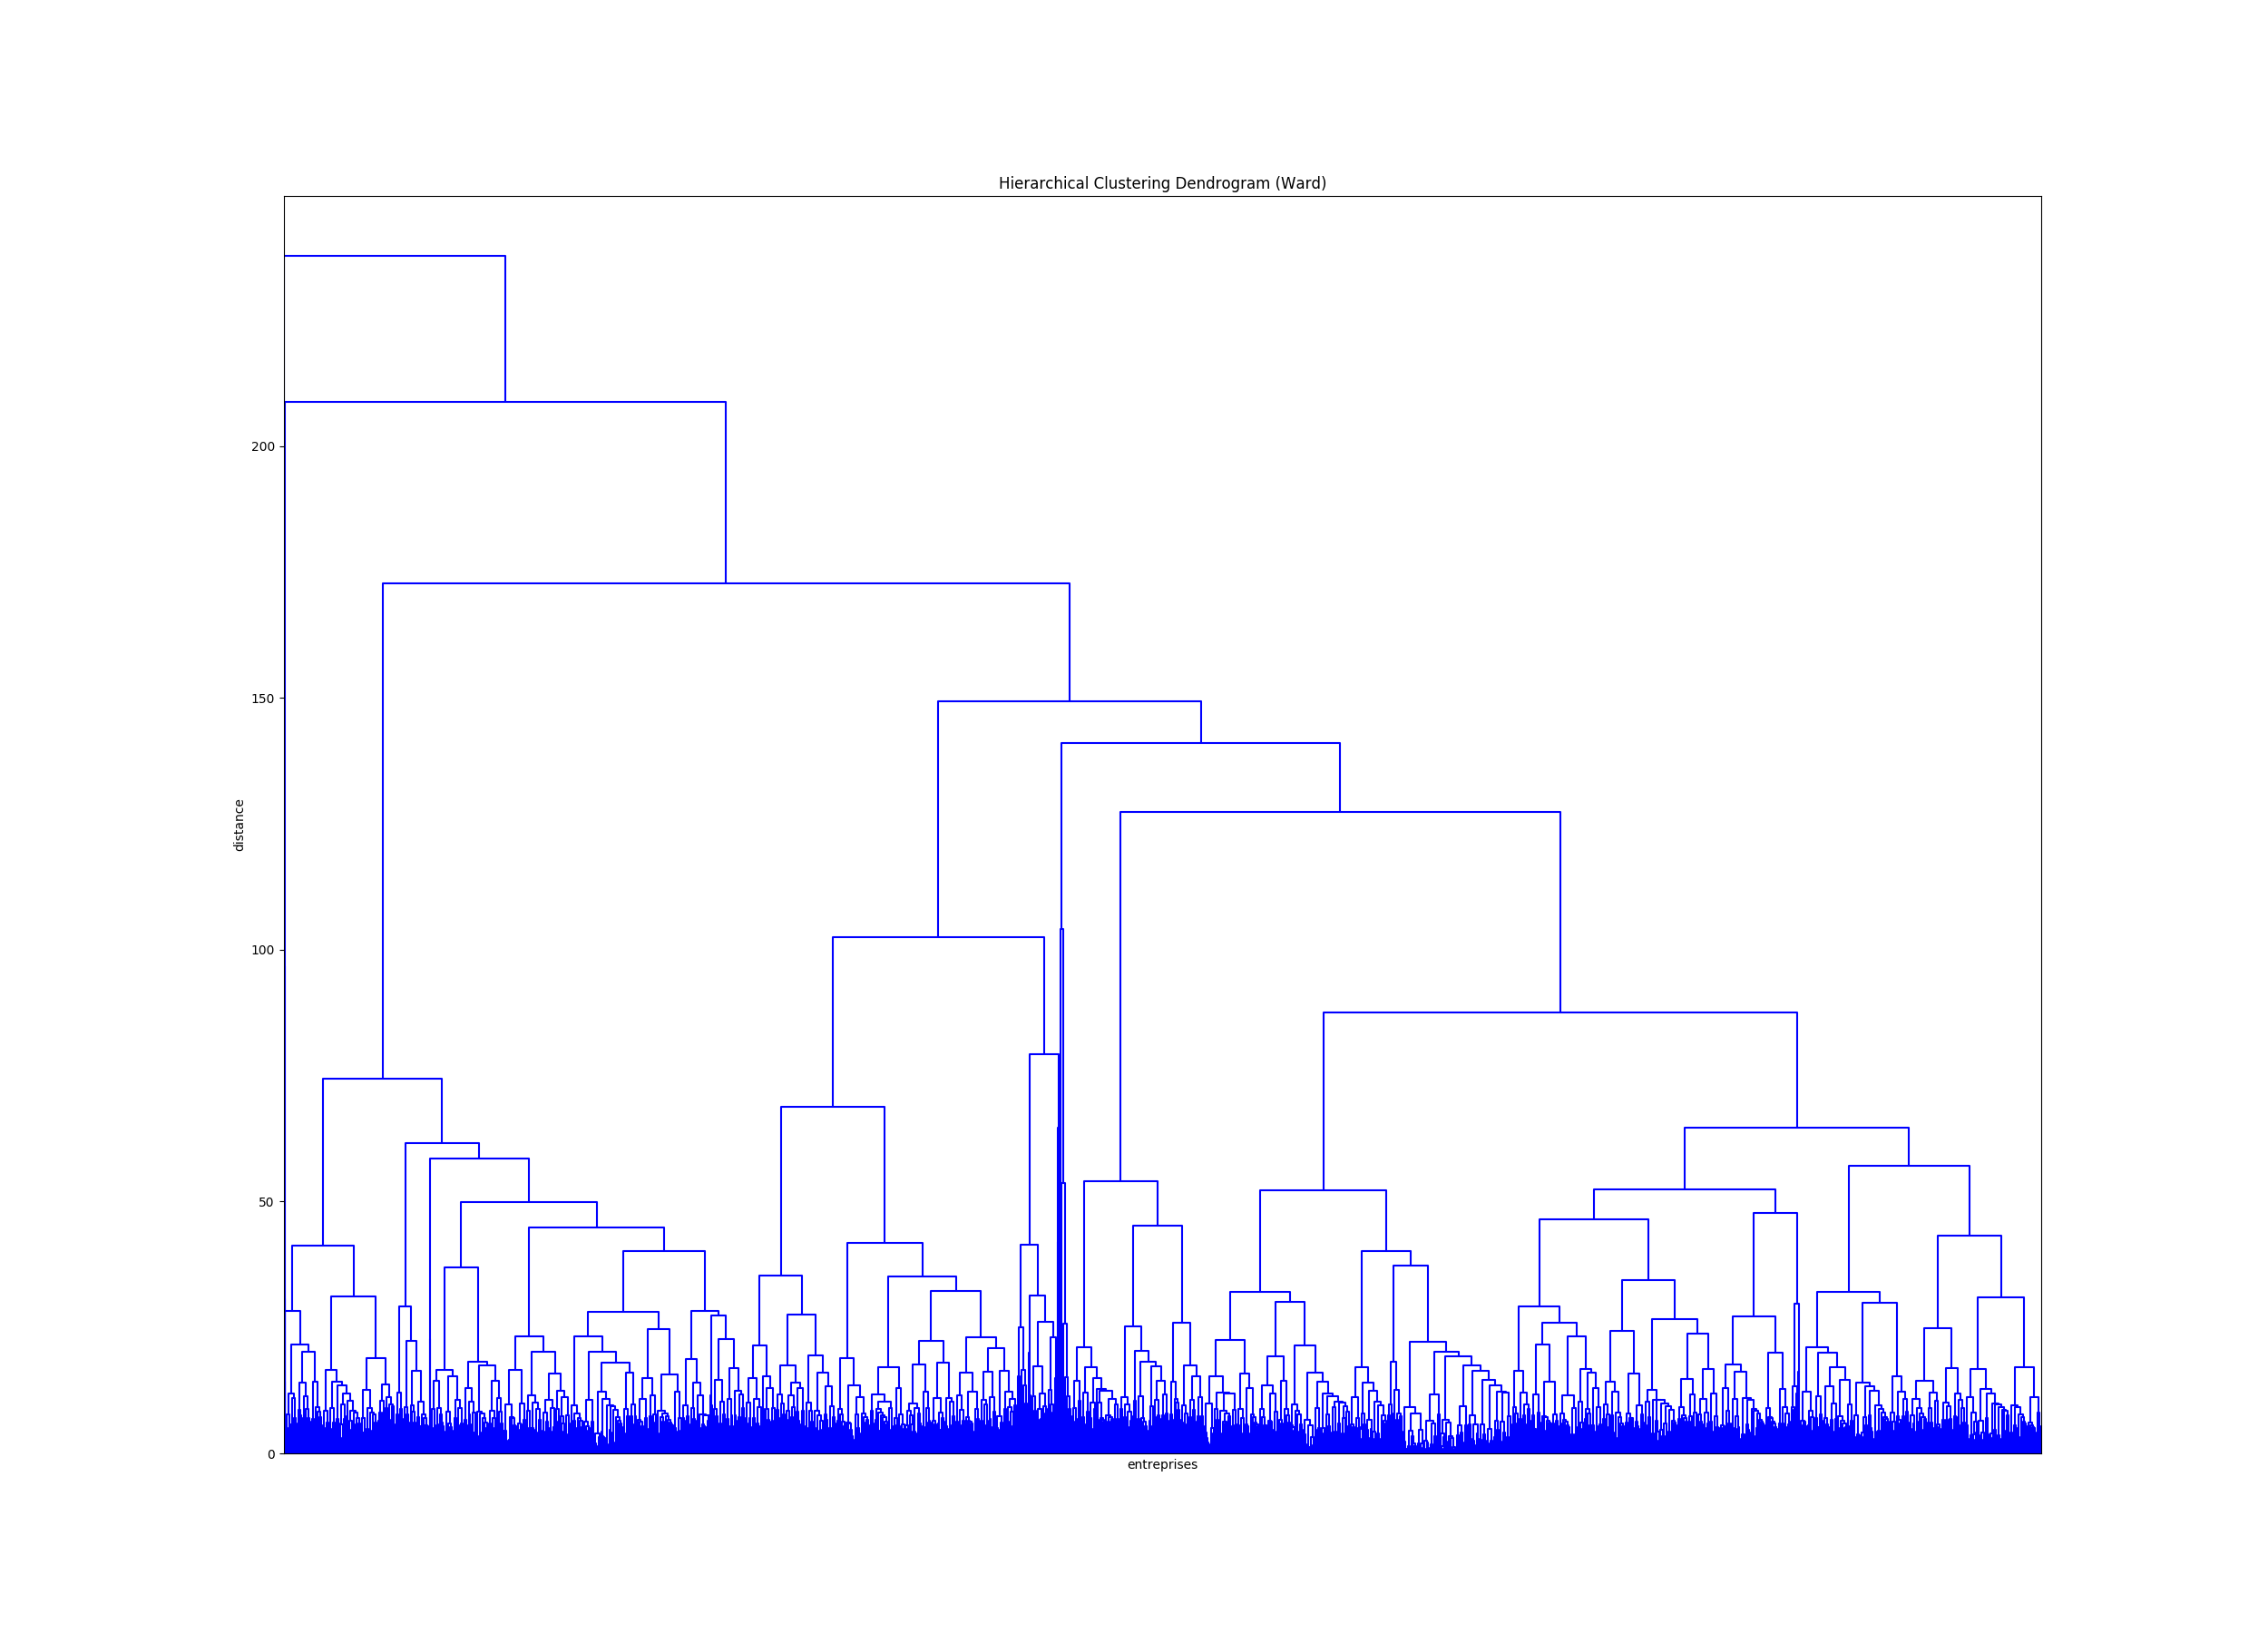 Hierarchical Clustering Dendrogram (Ward)
200
150
distance
100
50
0
entreprises